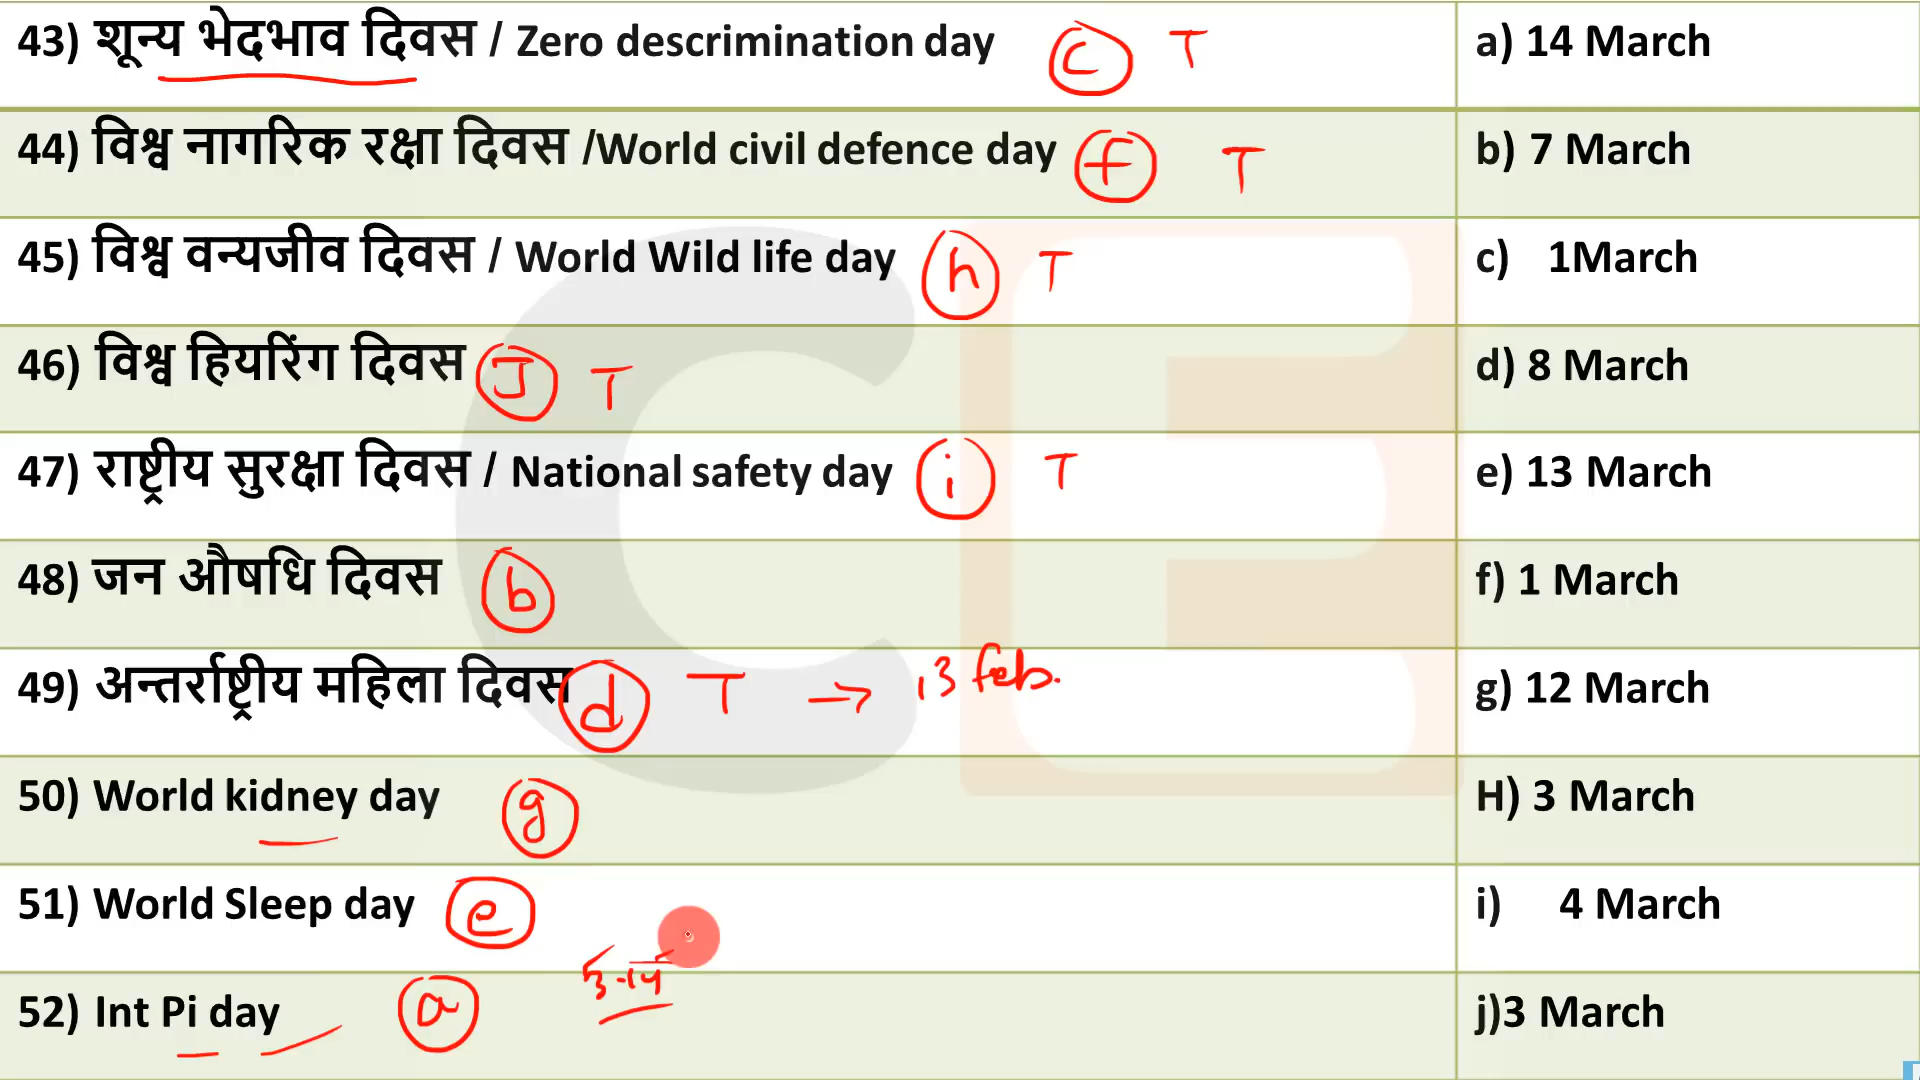 43) शून्य भेदभाव दिवस / Zero descrimination day c T a) 14 March
44) विश्व नागरिक रक्षा दिवस /World civil defence day f T b) 7 March
45) विश्व वन्यजीव दिवस / World Wild life day h T c) 1March
46) विश्व हियरिंग दिवस J T d) 8 March
47) राष्ट्रीय सुरक्षा दिवस / National safety day i T e) 13 March
48) जन औषधि दिवस b f) 1 March
49) अन्तर्राष्ट्रीय महिला दिवस d T → 13 feb. g) 12 March
50) World kidney day g H) 3 March
51) World Sleep day e i) 4 March
52) Int Pi day a 3.14 j)3 March
CE